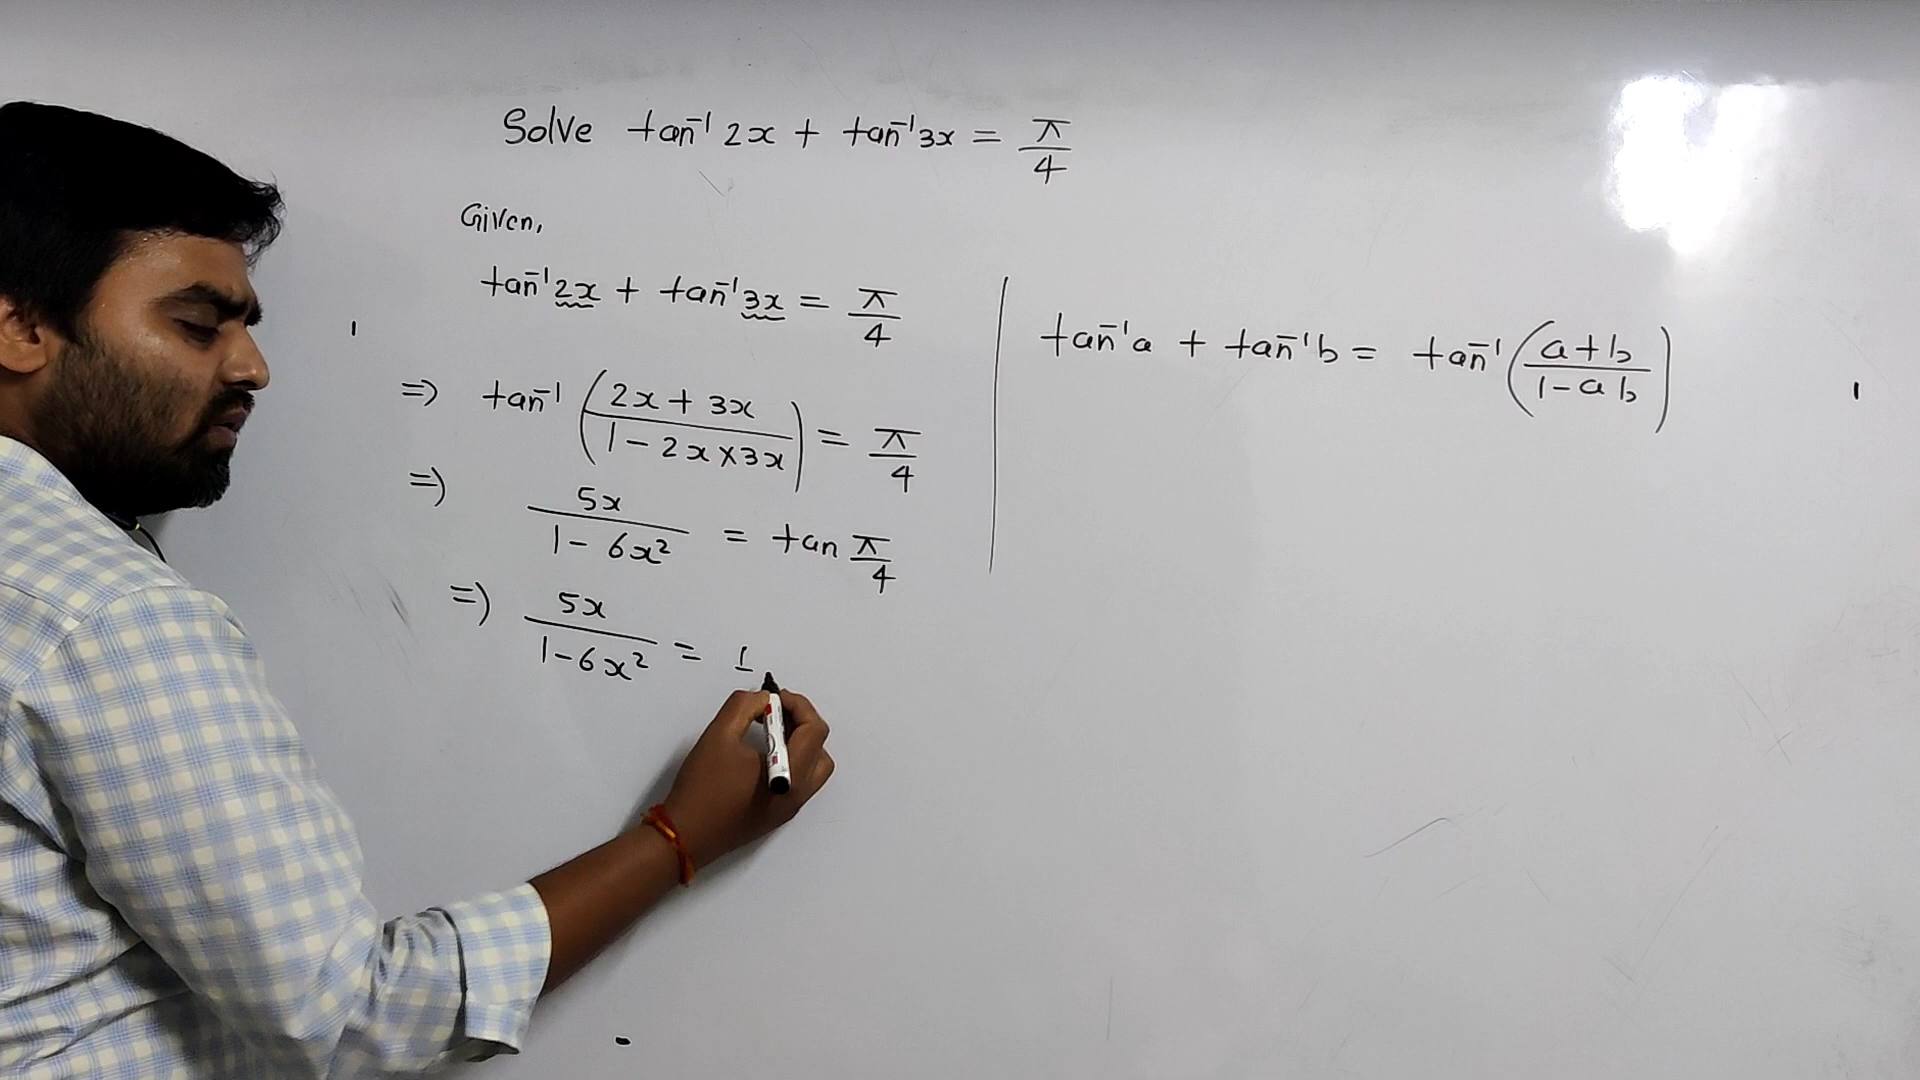 Solve tan⁻¹ 2x + tan⁻¹ 3x = π/4
Given,
tan⁻¹ 2x + tan⁻¹ 3x = π/4
=> tan⁻¹ ( (2x + 3x) / (1 - 2x × 3x) ) = π/4
=> 5x / (1 - 6x²) = tan π/4
=> 5x / (1 - 6x²) = 1
tan⁻¹ a + tan⁻¹ b = tan⁻¹ ( (a + b) / (1 - ab) )